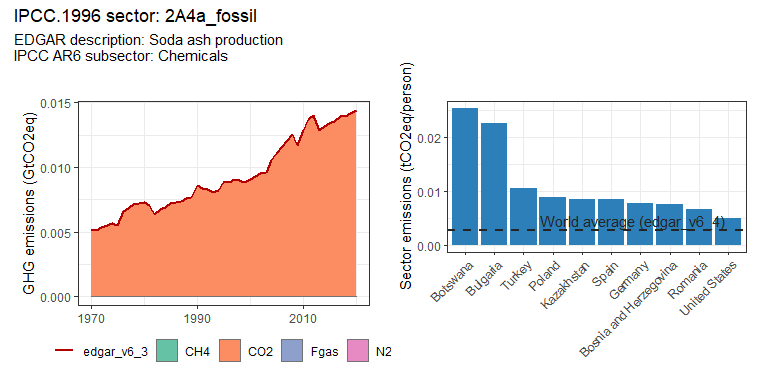 IPCC.1996 sector: 2A4a_fossil
EDGAR description: Soda ash production
IPCC AR6 subsector: Chemicals
GHG emissions (GtCO2eq)
0.015
0.010
0.005
0.000
1970
1990
2010
edgar_v6_3
CH4
CO2
Fgas
N2
Sector emissions (tCO2eq/person)
0.02
0.01
0.00
World average (edgar_v6_4)
Botswana
Bulgaria
Turkey
Poland
Kazakhstan
Spain
Germany
Bosnia and Herzegovina
Romania
United States